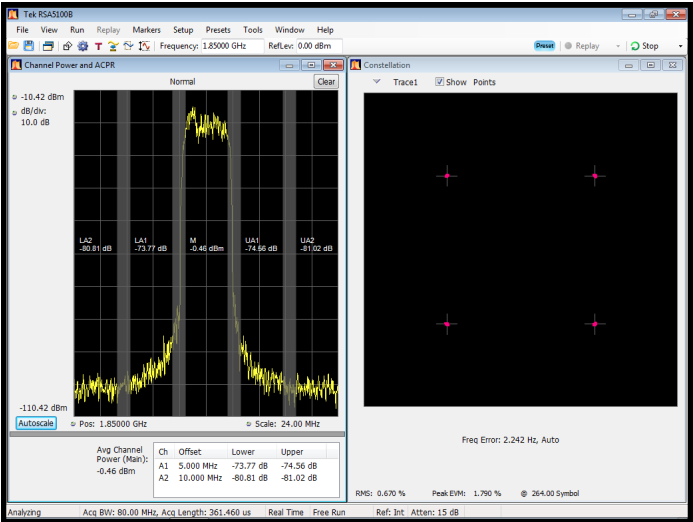 Tek RSA5100B
File View Run Replay Markers Setup Presets Tools Window Help
Frequency: 1.85000 GHz RefLev: 0.00 dBm Preset Replay Stop
Channel Power and ACPR
Normal Clear
-10.42 dBm
dB/div:
10.0 dB
LA2 LA1 M UA1 UA2
-80.81 dB -73.77 dB -0.46 dBm -74.56 dB -81.02 dB
-110.42 dBm
Autoscale Pos: 1.85000 GHz Scale: 24.00 MHz
Avg Channel
Power (Main):
-0.46 dBm
Ch Offset Lower Upper
A1 5.000 MHz -73.77 dB -74.56 dB
A2 10.000 MHz -80.81 dB -81.02 dB
Constellation
Trace1 Show Points
Freq Error: 2.242 Hz, Auto
RMS: 0.670 % Peak EVM: 1.790 % @ 264.00 Symbol
Analyzing Acq BW: 80.00 MHz, Acq Length: 361.460 us Real Time Free Run Ref: Int Atten: 15 dB